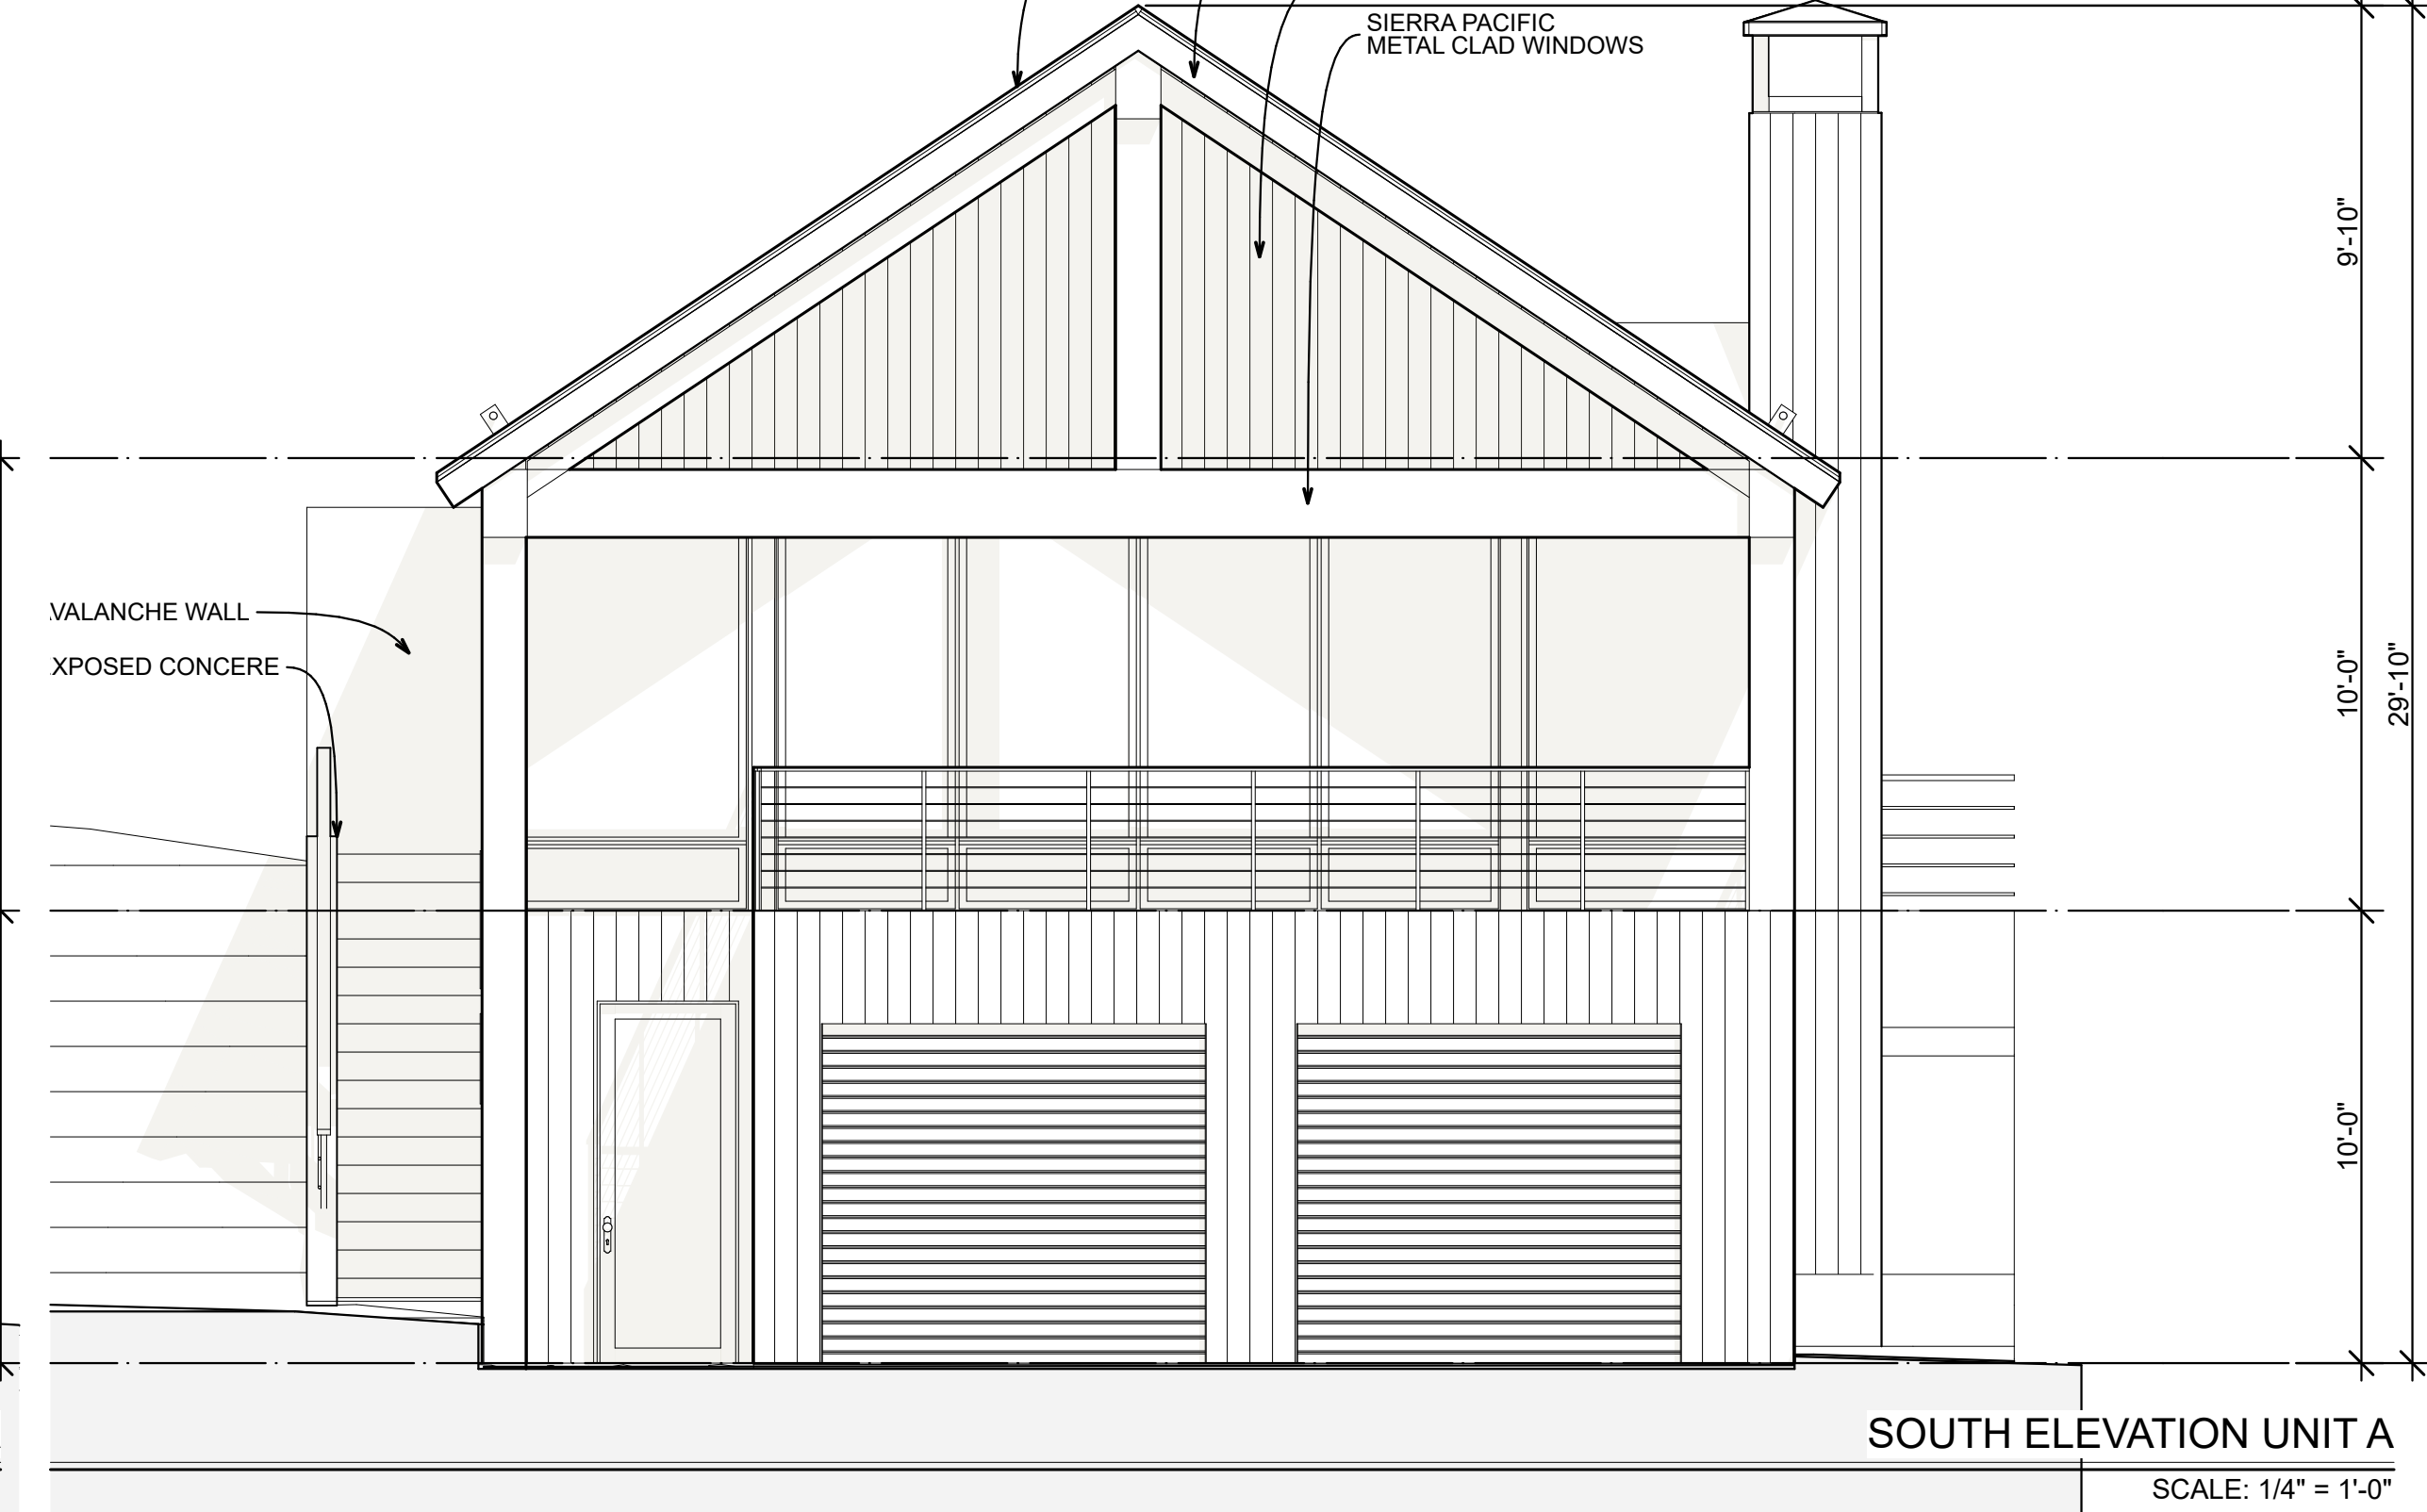 SIERRA PACIFIC
METAL CLAD WINDOWS
9'-10"
VALANCHE WALL
XPOSED CONCERE
10'-0"
29'-10"
10'-0"
SOUTH ELEVATION UNIT A
SCALE: 1/4" = 1'-0"